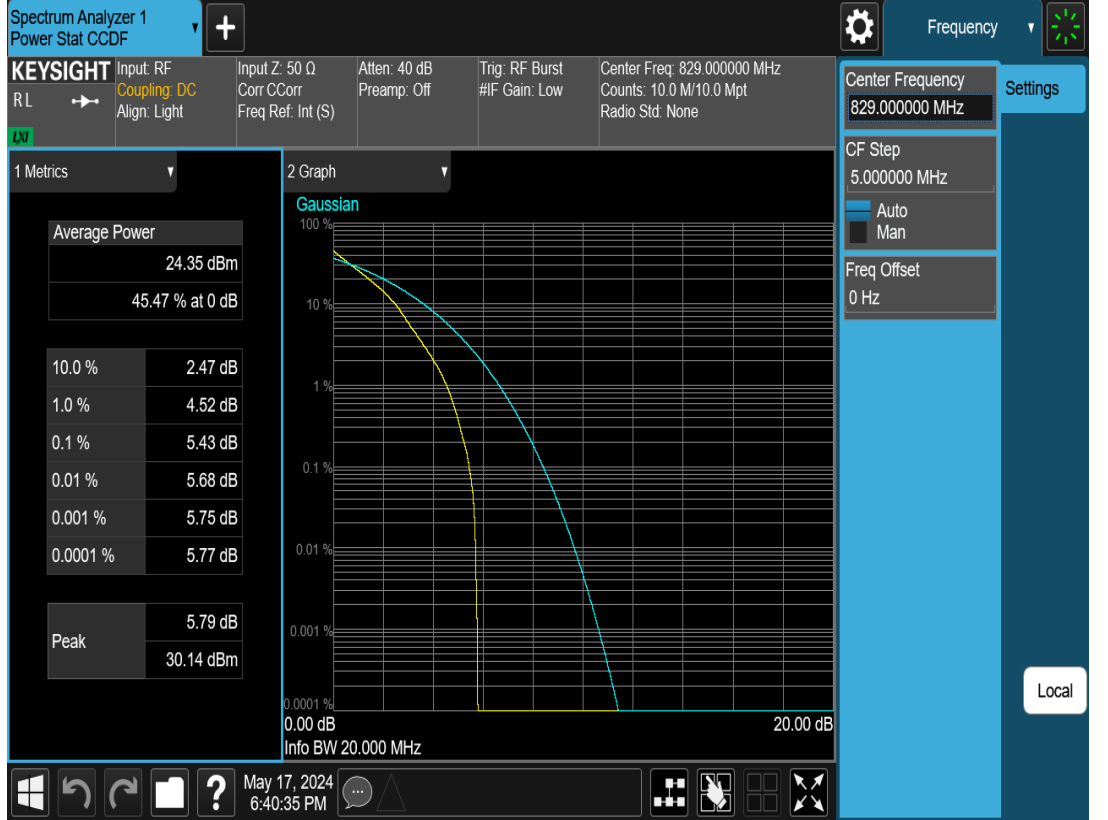 Spectrum Analyzer 1
Power Stat CCDF
+
Frequency
KEYSIGHT
RL
LXI
Input: RF
Coupling: DC
Align: Light
Input Z: 50 Ω
Corr CCorr
Freq Ref: Int (S)
Atten: 40 dB
Preamp: Off
Trig: RF Burst
#IF Gain: Low
Center Freq: 829.000000 MHz
Counts: 10.0 M/10.0 Mpt
Radio Std: None
Center Frequency
829.000000 MHz
Settings
CF Step
5.000000 MHz
Auto
Man
Freq Offset
0 Hz
Local
1 Metrics
Average Power
24.35 dBm
45.47 % at 0 dB
10.0 % 2.47 dB
1.0 % 4.52 dB
0.1 % 5.43 dB
0.01 % 5.68 dB
0.001 % 5.75 dB
0.0001 % 5.77 dB
Peak
5.79 dB
30.14 dBm
2 Graph
Gaussian
100 %
10 %
1 %
0.1 %
0.01 %
0.001 %
0.0001 %
0.00 dB 20.00 dB
Info BW 20.000 MHz
?
May 17, 2024
6:40:35 PM